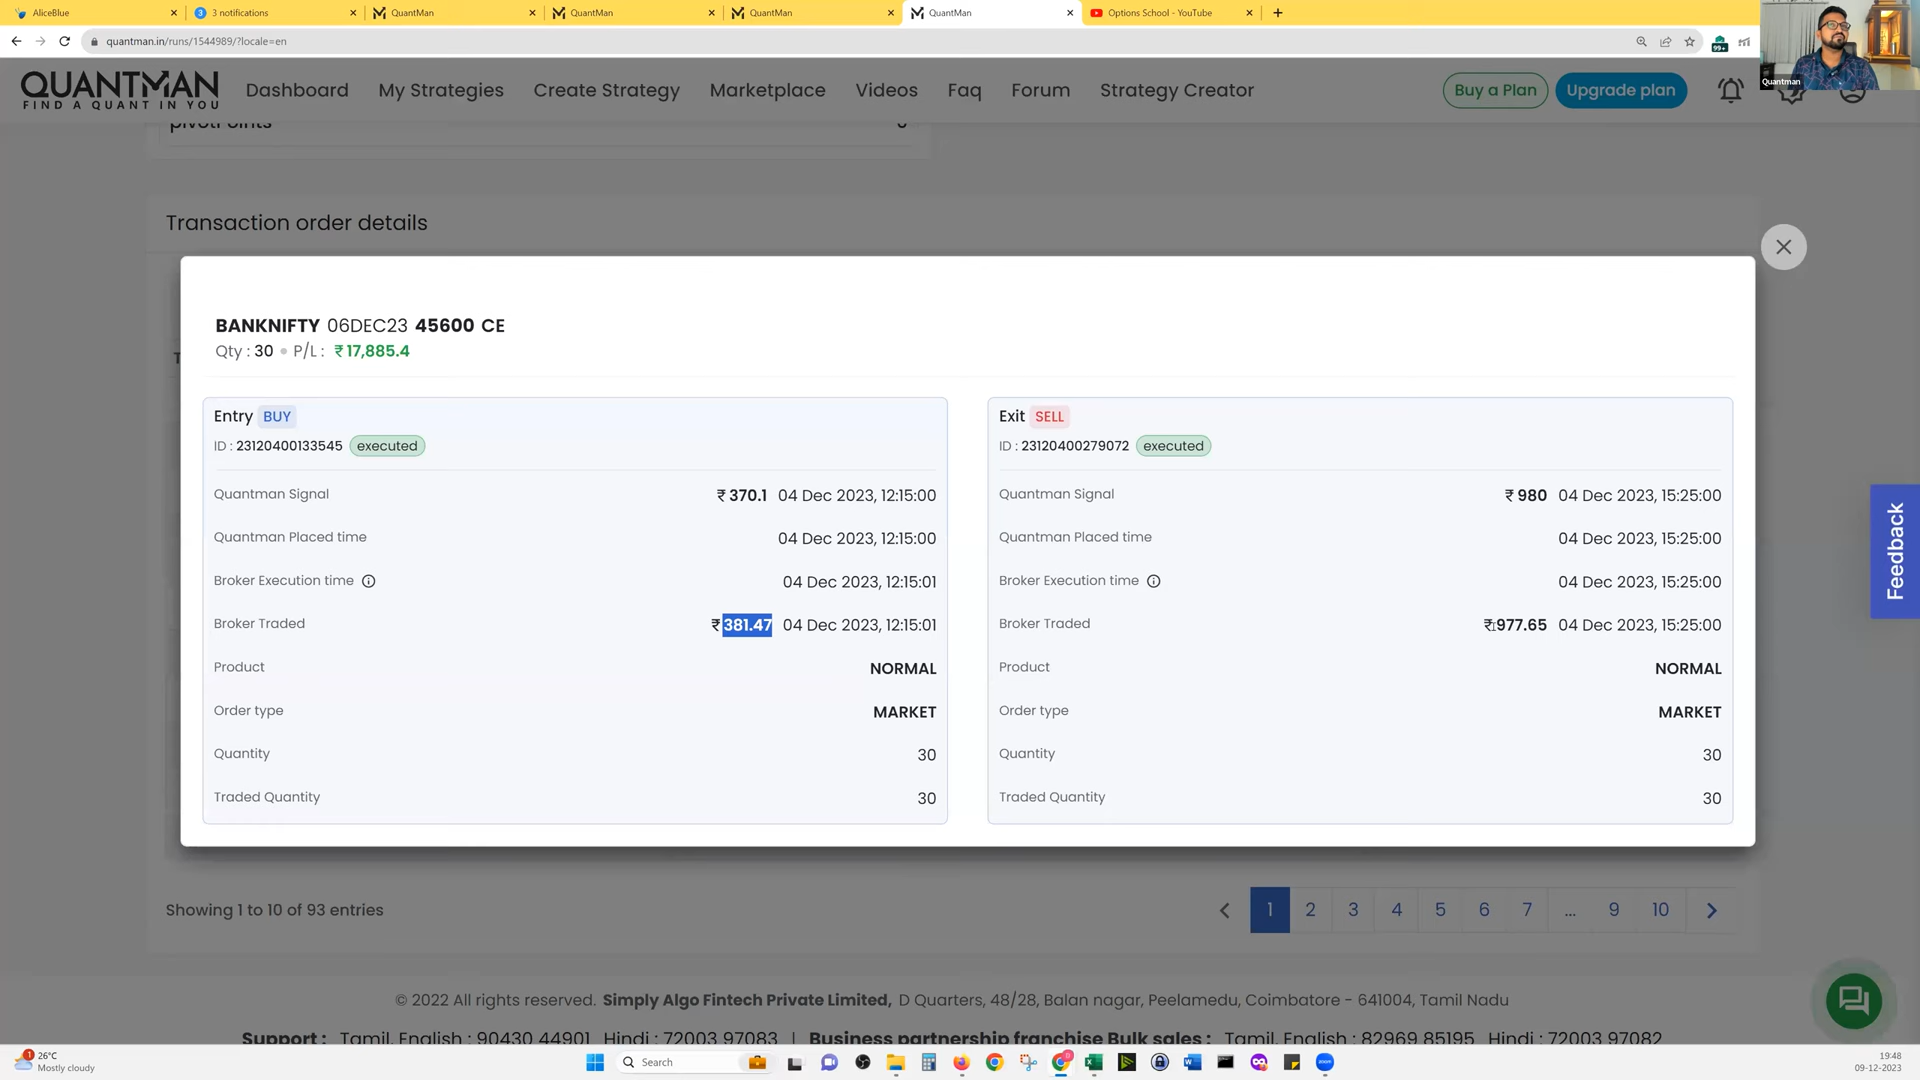 AliceBlue
3 notifications
QuantMan
QuantMan
QuantMan
QuantMan
Options School - YouTube
quantman.in/runs/1544989/?locale=en
99+
QUANTMAN
FIND A QUANT IN YOU
Dashboard
My Strategies
Create Strategy
Marketplace
Videos
Faq
Forum
Strategy Creator
Buy a Plan
Upgrade plan
Quantman
pivotPoints
Transaction order details
BANKNIFTY 06DEC23 45600 CE
Qty : 30 • P/L : ₹ 17,885.4
Entry BUY
ID : 23120400133545 executed
Quantman Signal ₹ 370.1 04 Dec 2023, 12:15:00
Quantman Placed time 04 Dec 2023, 12:15:00
Broker Execution time 04 Dec 2023, 12:15:01
Broker Traded ₹ 381.47 04 Dec 2023, 12:15:01
Product NORMAL
Order type MARKET
Quantity 30
Traded Quantity 30
Exit SELL
ID : 23120400279072 executed
Quantman Signal ₹ 980 04 Dec 2023, 15:25:00
Quantman Placed time 04 Dec 2023, 15:25:00
Broker Execution time 04 Dec 2023, 15:25:00
Broker Traded ₹ 977.65 04 Dec 2023, 15:25:00
Product NORMAL
Order type MARKET
Quantity 30
Traded Quantity 30
Feedback
Showing 1 to 10 of 93 entries
1 2 3 4 5 6 7 ... 9 10
© 2022 All rights reserved. Simply Algo Fintech Private Limited, D Quarters, 48/28, Balan nagar, Peelamedu, Coimbatore - 641004, Tamil Nadu
Support : Tamil, English : 90430 44901 Hindi : 72003 97083 | Business partnership franchise Bulk sales : Tamil, English : 82969 85195 Hindi : 72003 97082
26°C
Mostly cloudy
Search
19:48
09-12-2023